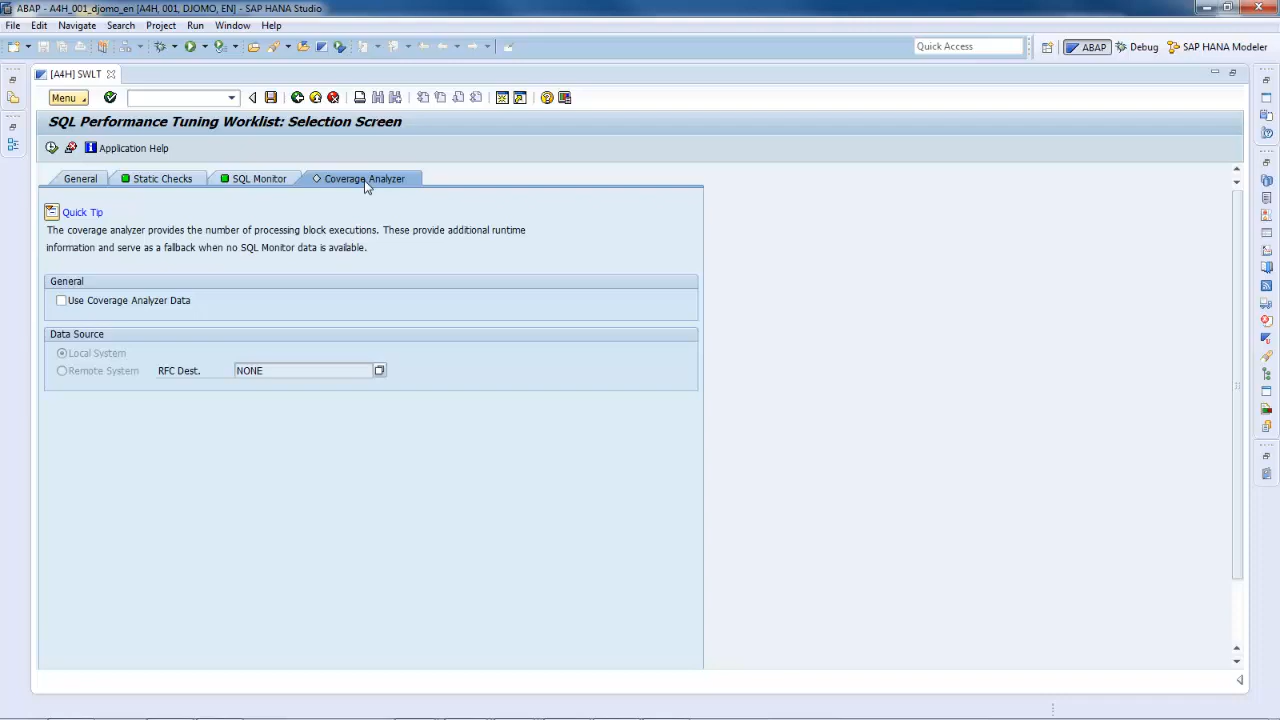 ABAP - A4H_001_djomo_en [A4H, 001, DJOMO, EN] - SAP HANA Studio
File Edit Navigate Search Project Run Window Help
Quick Access
ABAP Debug SAP HANA Modeler
[A4H] SWLT
Menu
SQL Performance Tuning Worklist: Selection Screen
Application Help
General Static Checks SQL Monitor Coverage Analyzer
Quick Tip
The coverage analyzer provides the number of processing block executions. These provide additional runtime
information and serve as a fallback when no SQL Monitor data is available.
General
Use Coverage Analyzer Data
Data Source
Local System
Remote System RFC Dest. NONE